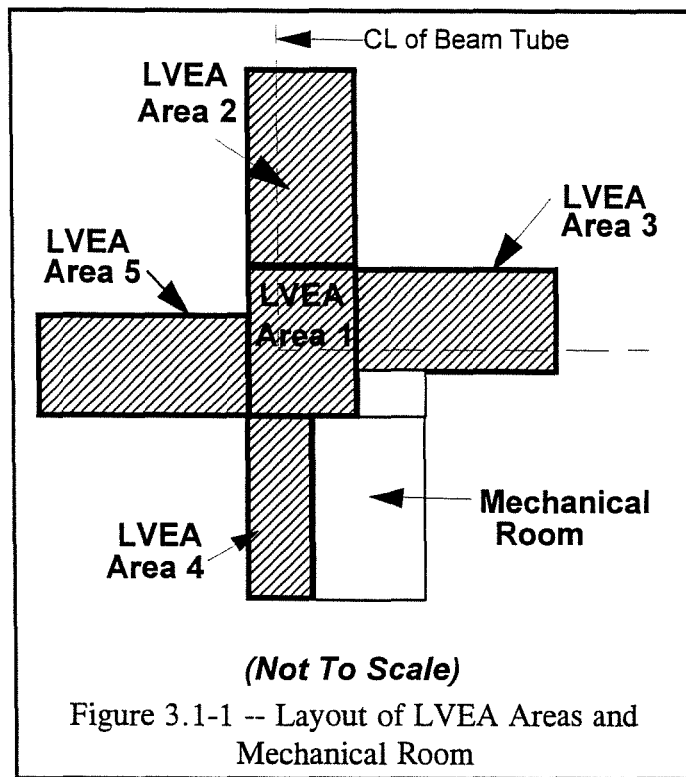 CL of Beam Tube
LVEA
Area 2
LVEA
Area 3
LVEA
Area 5
LVEA
Area 1
Mechanical
Room
LVEA
Area 4
(Not To Scale)
Figure 3.1-1 -- Layout of LVEA Areas and
Mechanical Room